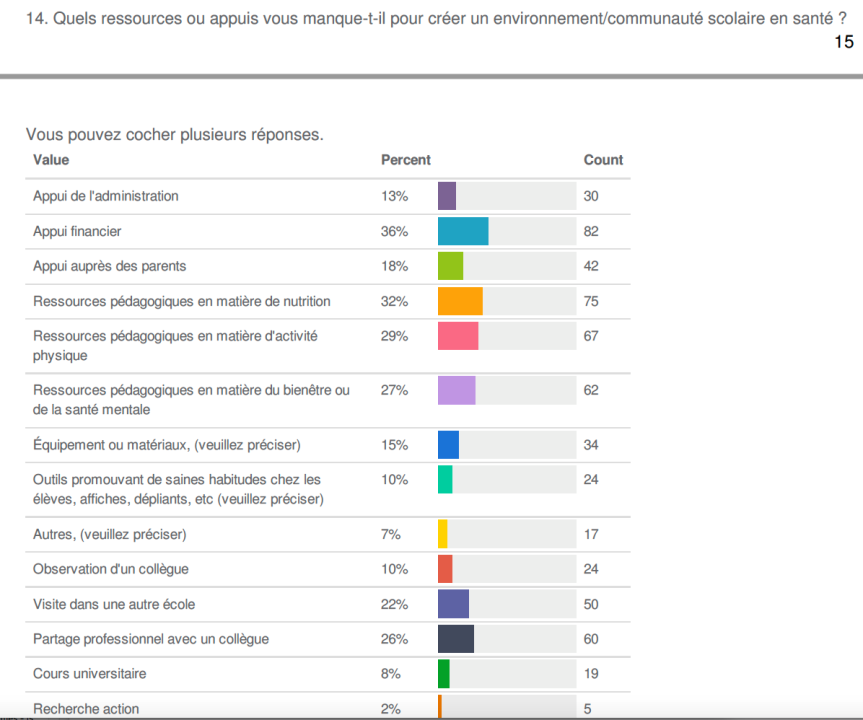 14. Quels ressources ou appuis vous manque-t-il pour créer un environnement/communauté scolaire en santé ?
15
Vous pouvez cocher plusieurs réponses.
Value Percent Count
Appui de l'administration 13% 30
Appui financier 36% 82
Appui auprès des parents 18% 42
Ressources pédagogiques en matière de nutrition 32% 75
Ressources pédagogiques en matière d'activité 29% 67
physique
Ressources pédagogiques en matière du bienêtre ou 27% 62
de la santé mentale
Équipement ou matériaux, (veuillez préciser) 15% 34
Outils promouvant de saines habitudes chez les 10% 24
élèves, affiches, dépliants, etc (veuillez préciser)
Autres, (veuillez préciser) 7% 17
Observation d'un collègue 10% 24
Visite dans une autre école 22% 50
Partage professionnel avec un collègue 26% 60
Cours universitaire 8% 19
Recherche action 2% 5